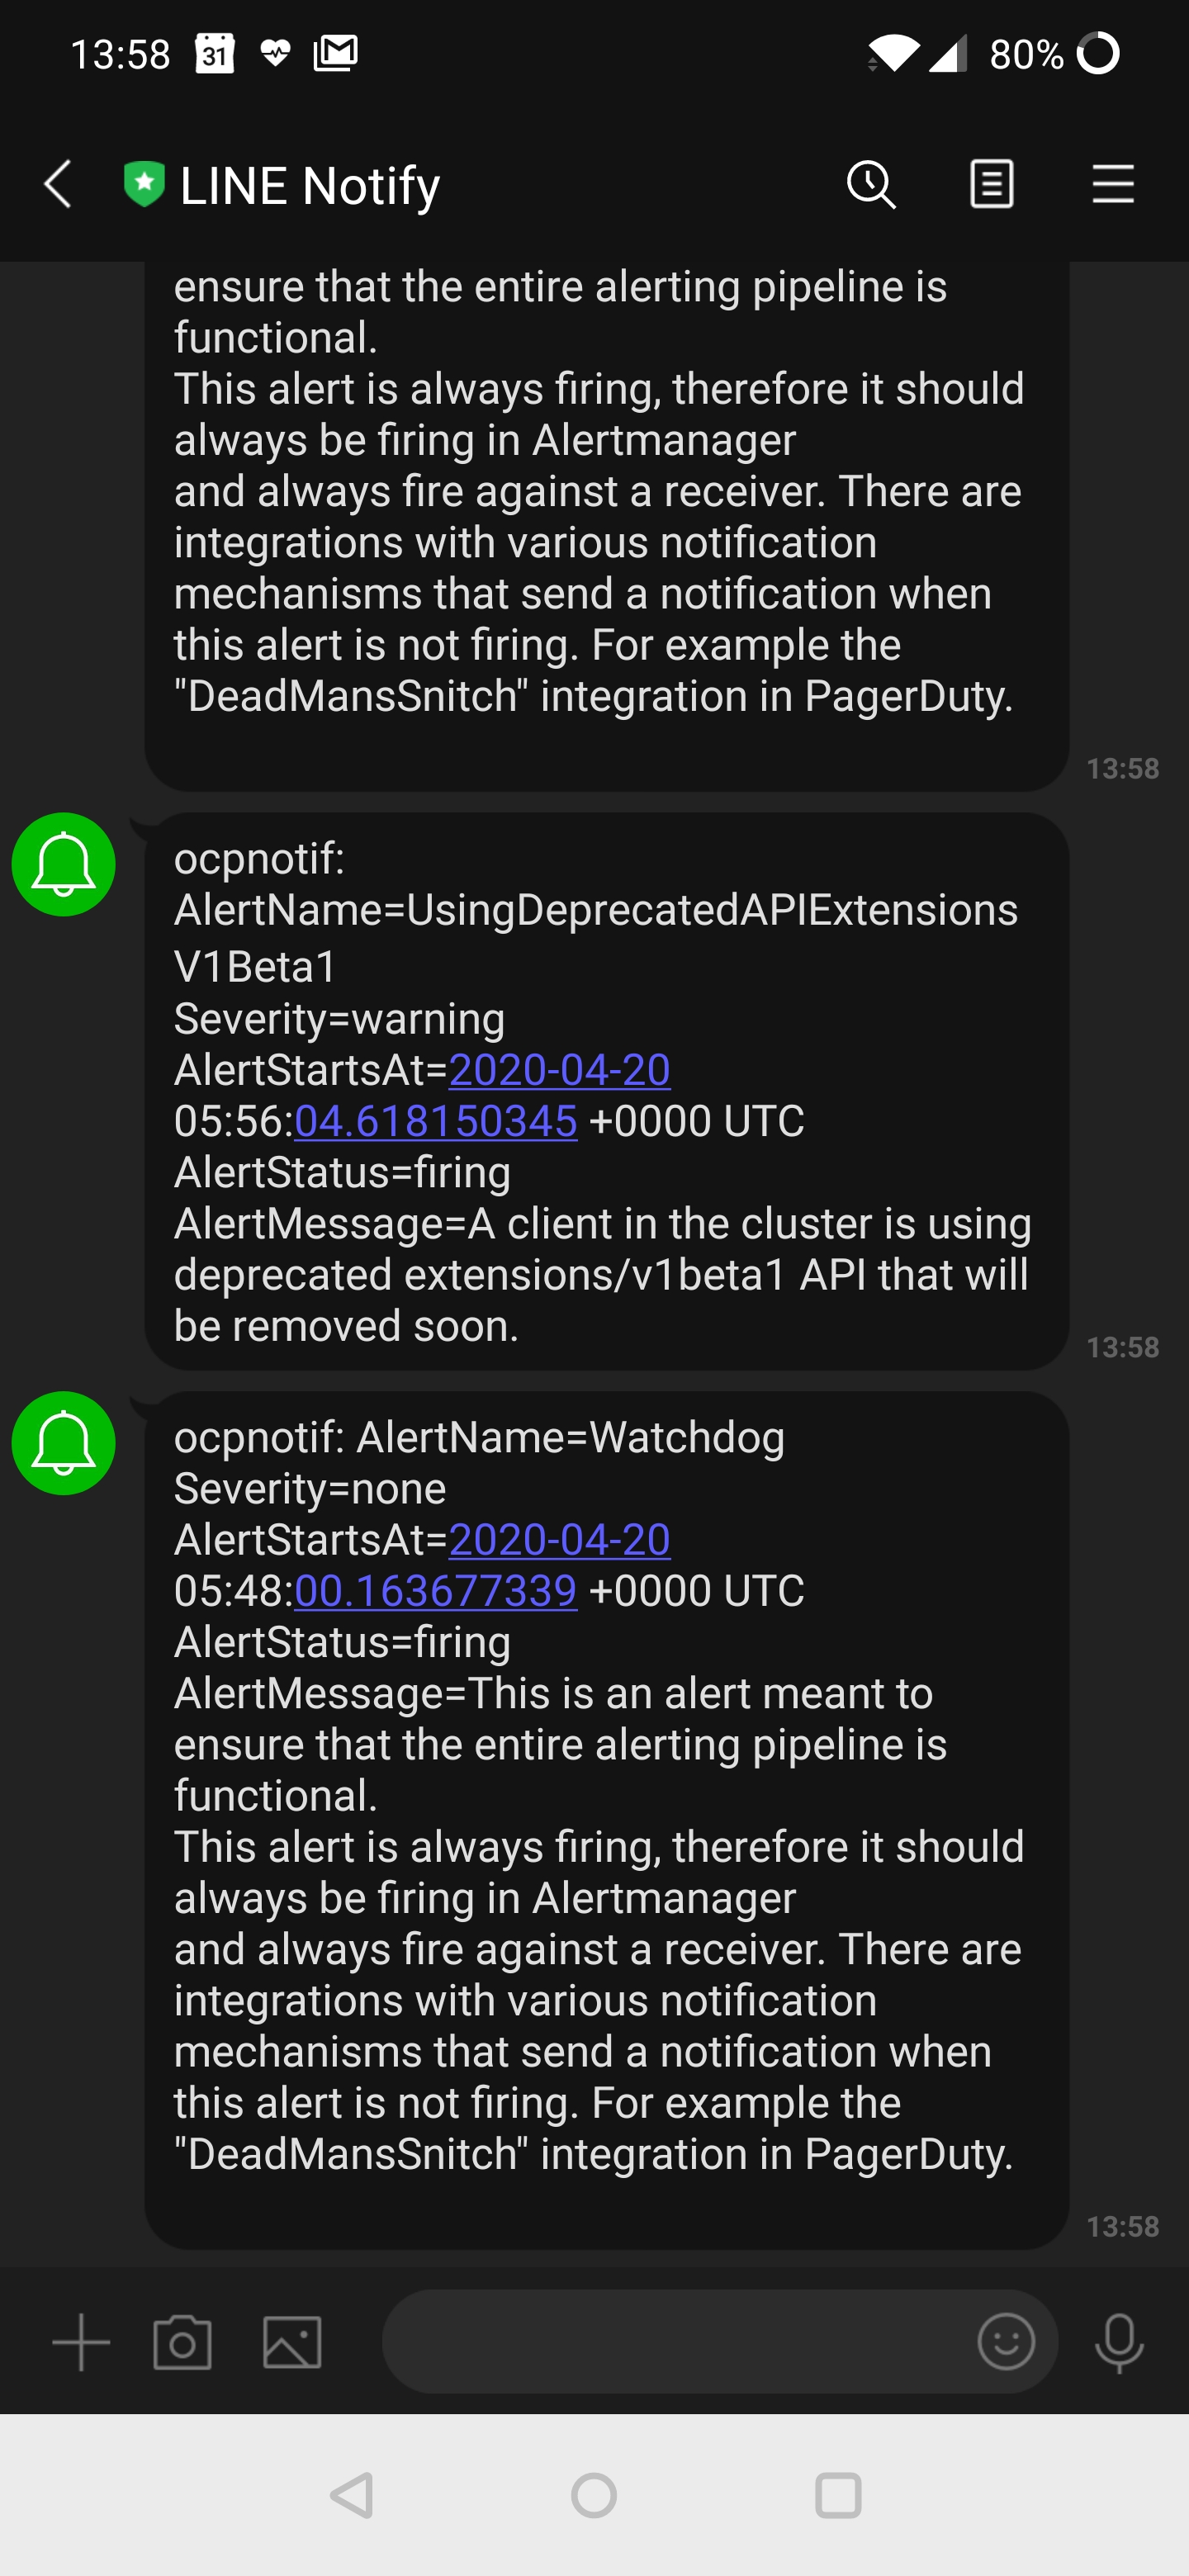 13:58
31
80%
LINE Notify
ensure that the entire alerting pipeline is
functional.
This alert is always firing, therefore it should
always be firing in Alertmanager
and always fire against a receiver. There are
integrations with various notification
mechanisms that send a notification when
this alert is not firing. For example the
"DeadMansSnitch" integration in PagerDuty.
13:58
ocpnotif:
AlertName=UsingDeprecatedAPIExtensions
V1Beta1
Severity=warning
AlertStartsAt=2020-04-20
05:56:04.618150345 +0000 UTC
AlertStatus=firing
AlertMessage=A client in the cluster is using
deprecated extensions/v1beta1 API that will
be removed soon.
13:58
ocpnotif: AlertName=Watchdog
Severity=none
AlertStartsAt=2020-04-20
05:48:00.163677339 +0000 UTC
AlertStatus=firing
AlertMessage=This is an alert meant to
ensure that the entire alerting pipeline is
functional.
This alert is always firing, therefore it should
always be firing in Alertmanager
and always fire against a receiver. There are
integrations with various notification
mechanisms that send a notification when
this alert is not firing. For example the
"DeadMansSnitch" integration in PagerDuty.
13:58